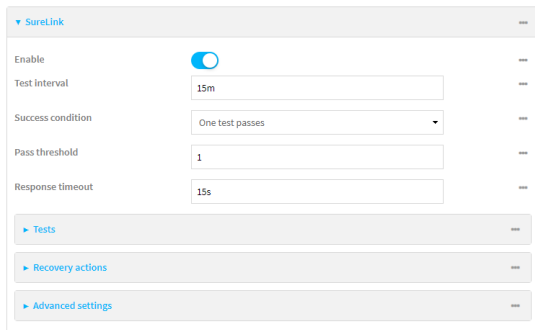 SureLink
Enable
Test interval
15m
Success condition
One test passes
Pass threshold
1
Response timeout
15s
Tests
Recovery actions
Advanced settings